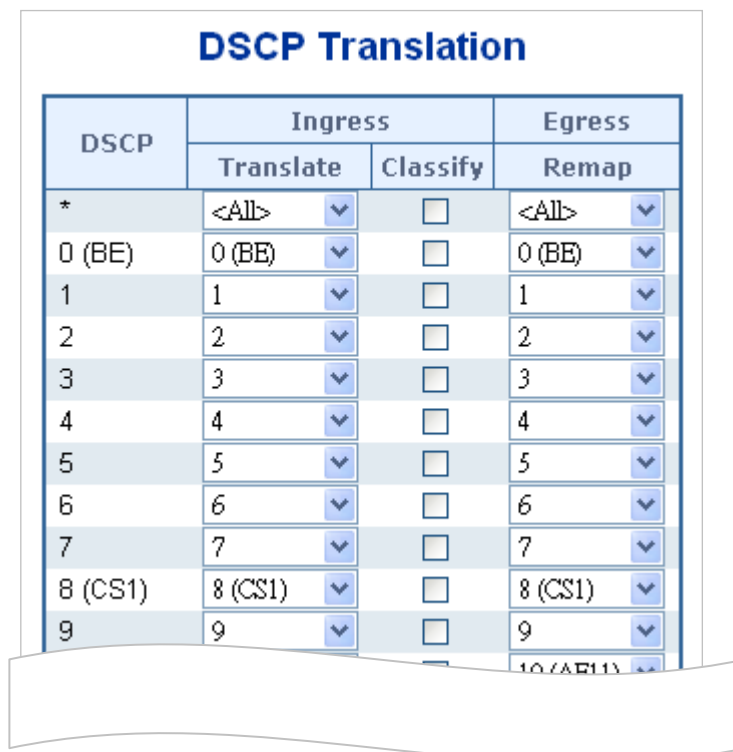 DSCP Translation
DSCP Ingress Egress
Translate Classify Remap
* <All> <All>
0 (BE) 0 (BE) 0 (BE)
1 1 1
2 2 2
3 3 3
4 4 4
5 5 5
6 6 6
7 7 7
8 (CS1) 8 (CS1) 8 (CS1)
9 9 9
10 (AF11)